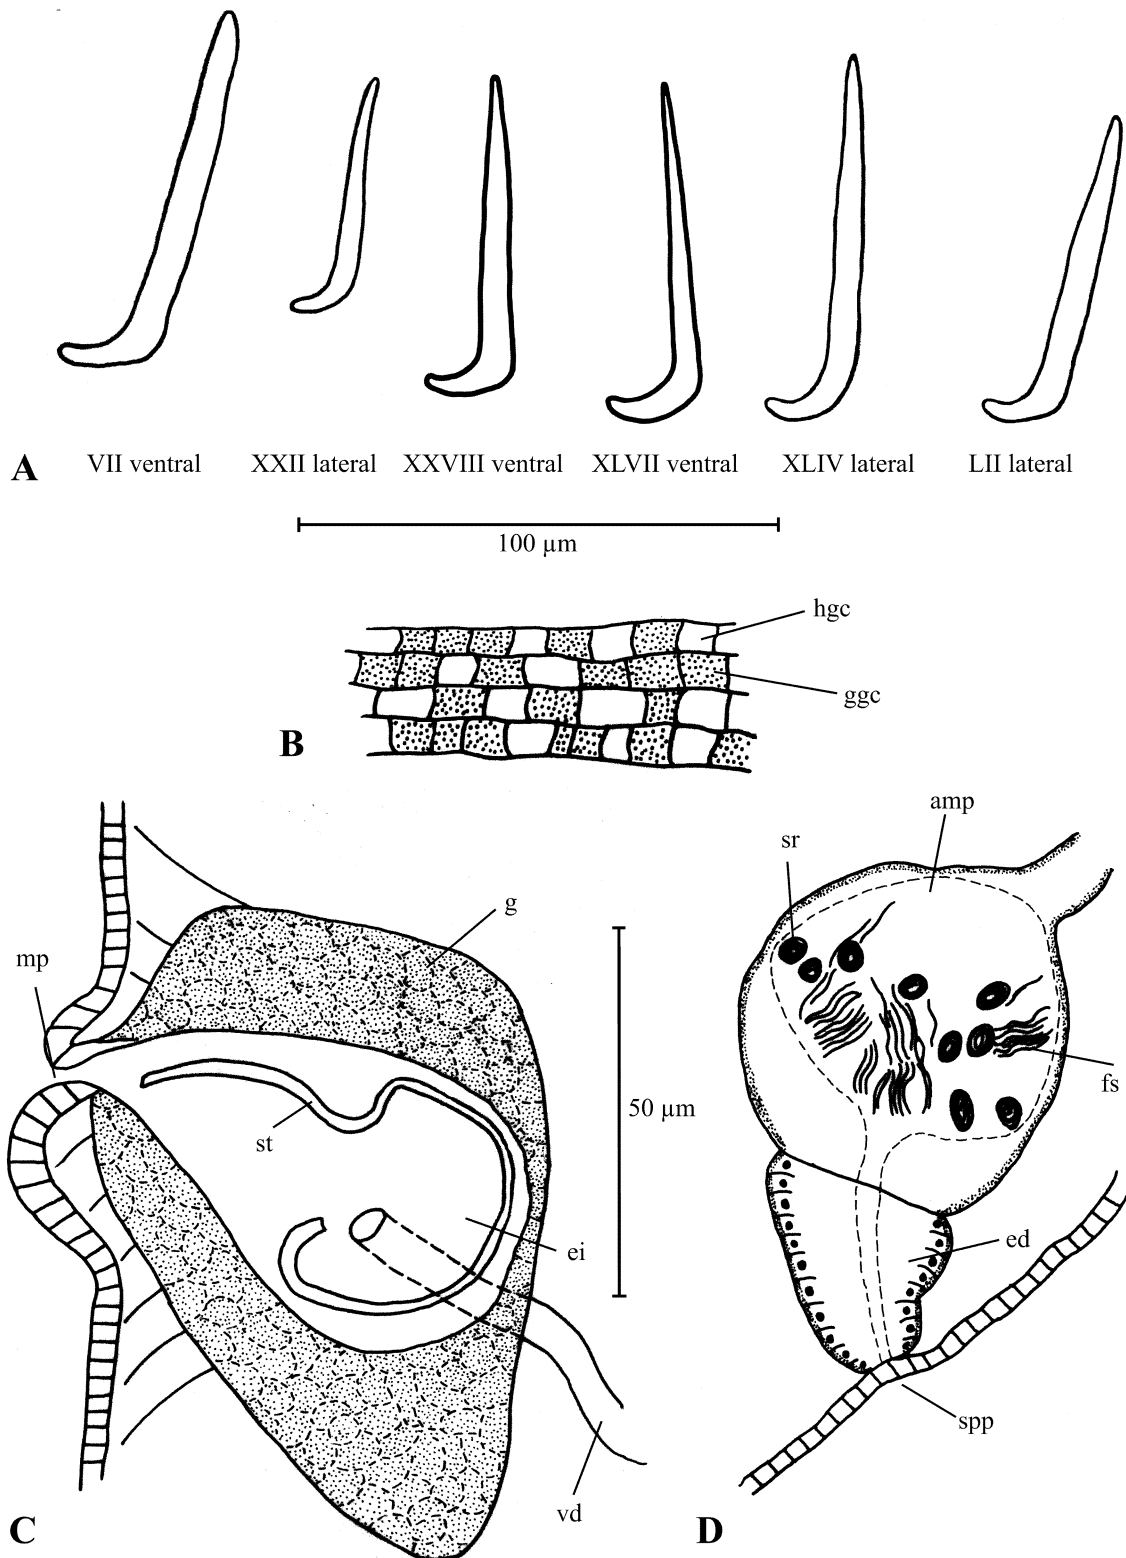 VII ventral
XXII lateral
XXVIII ventral
XLVII ventral
XLIV lateral
LII lateral
A
100 µm
hgc
ggc
B
amp
sr
g
mp
fs
50 µm
st
ed
ei
spp
vd
C
D